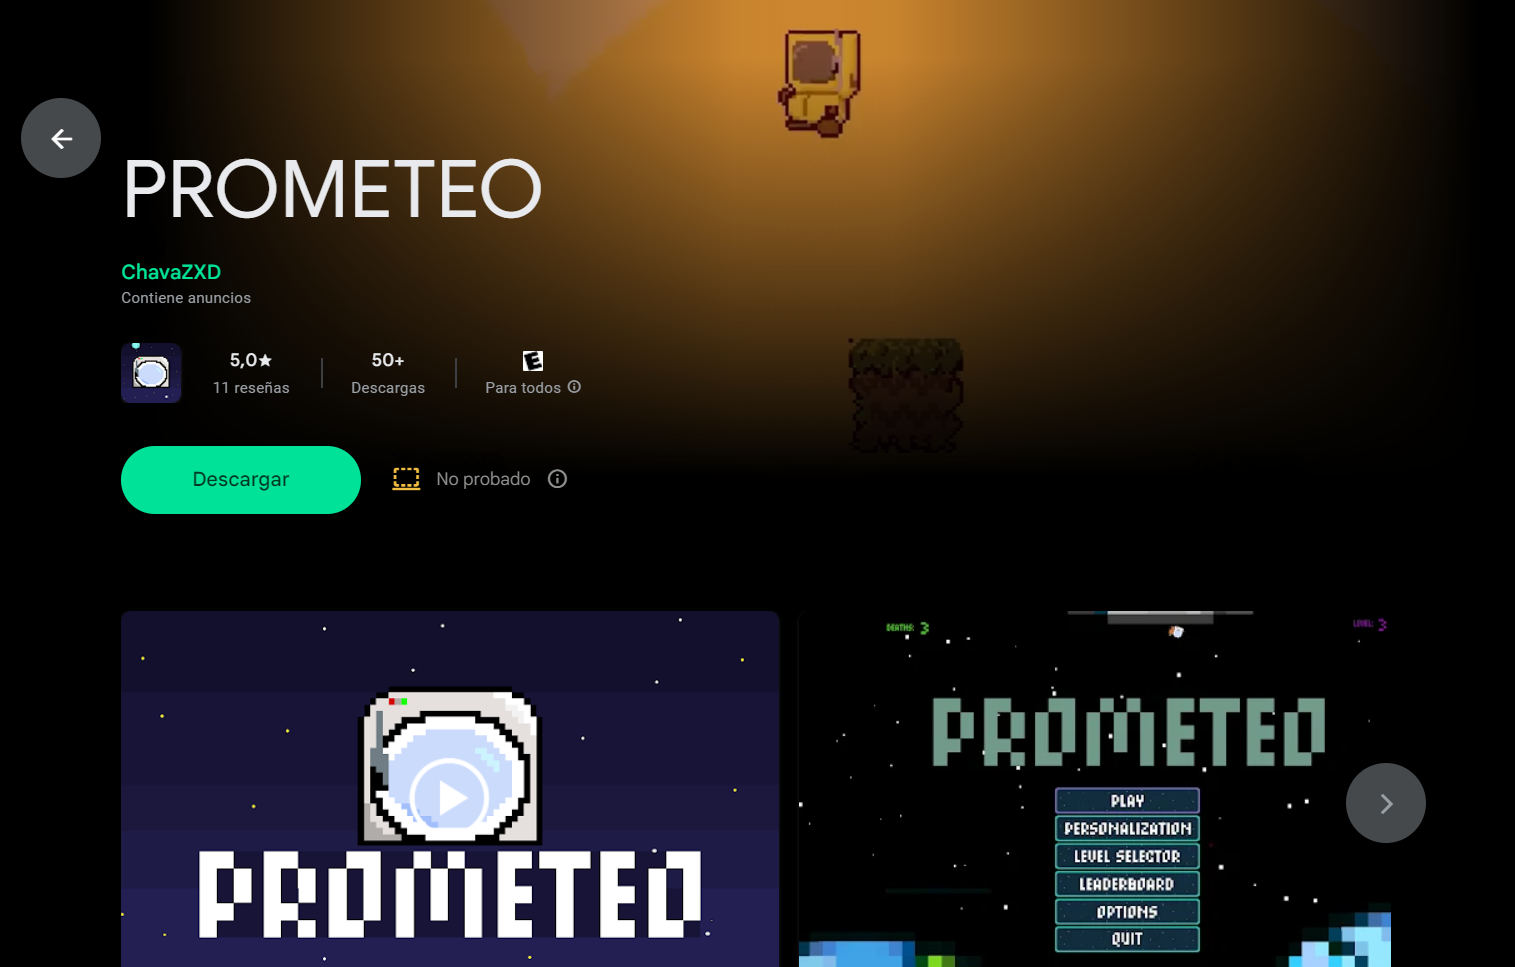 PROMETEO
ChavaZXD
Contiene anuncios
5,0★
11 reseñas
50+
Descargas
E
Para todos
Descargar
No probado
PROMETEO
DEATHS: 3
LEVEL: 3
PROMETEO
PLAY
PERSONALIZATION
LEVEL SELECTOR
LEADERBOARD
OPTIONS
QUIT